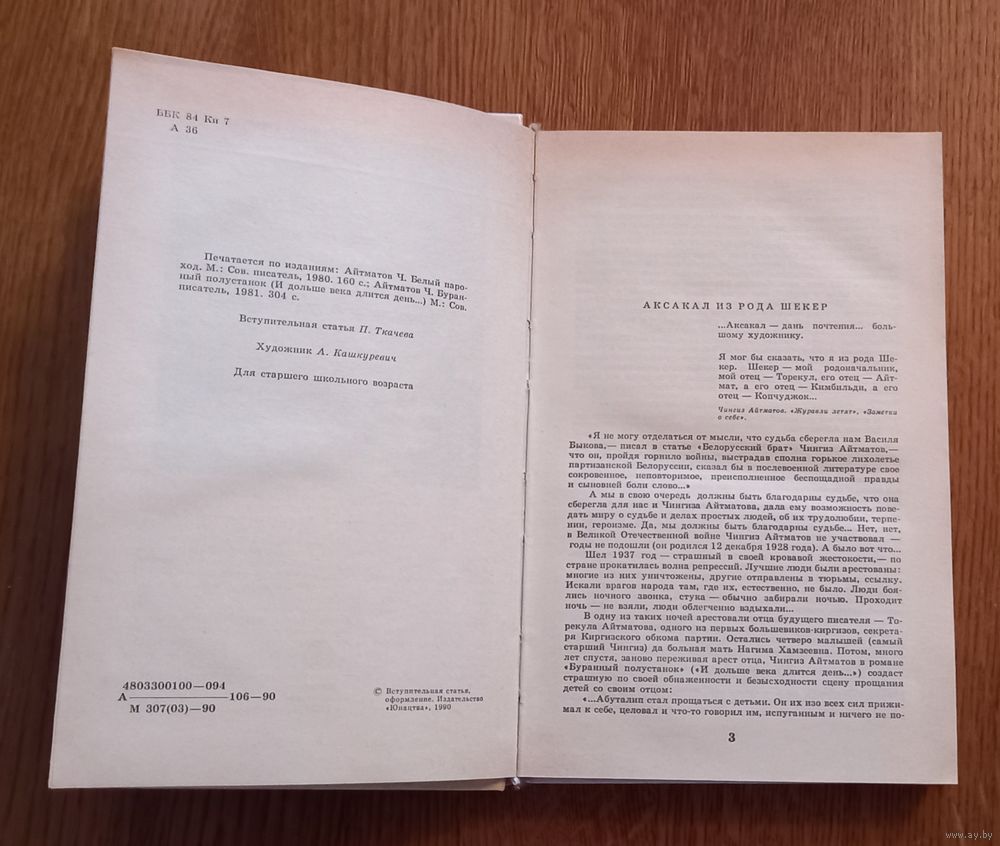 ББК 84 Ки 7
А 36
Печатается по изданиям: Айтматов Ч. Белый паро-
ход. М.: Сов. писатель, 1980. 160 с.; Айтматов Ч. Буран-
ный полустанок (И дольше века длится день...) М.: Сов.
писатель, 1981. 304 с.
Вступительная статья П. Ткачева
Художник А. Кашкуревич
Для старшего школьного возраста
4803300100—094
А————————106—90
М 307(03)—90
© Вступительная статья,
оформление. Издательство
«Юнацтва», 1990
АКСАКАЛ ИЗ РОДА ШЕКЕР
...Аксакал — дань почтения... боль-
шому художнику.
Я мог бы сказать, что я из рода Ше-
кер. Шекер — мой родоначальник,
мой отец — Торекул, его отец — Айт-
мат, а его отец — Кимбильди, а его
отец — Копчуджок...
Чингиз Айтматов. «Журавли летят», «Заметки
о себе».
«Я не могу отделаться от мысли, что судьба сберегла нам Василя
Быкова,— писал в статье «Белорусский брат» Чингиз Айтматов,—
что он, пройдя горнило войны, выстрадав сполна горькое лихолетье
партизанской Белоруссии, сказал бы в послевоенной литературе свое
сокровенное, неповторимое, преисполненное беспощадной правды
и сыновней боли слово...»
А мы в свою очередь должны быть благодарны судьбе, что она
сберегла для нас и Чингиза Айтматова, дала ему возможность пове-
дать миру о судьбе и делах простых людей, об их трудолюбии, терпе-
нии, героизме. Да, мы должны быть благодарны судьбе... Нет, нет,
в Великой Отечественной войне Чингиз Айтматов не участвовал —
годы не подошли (он родился 12 декабря 1928 года). А было вот что...
Шел 1937 год — страшный в своей кровавой жестокости,— по
стране прокатилась волна репрессий. Лучшие люди были арестованы:
многие из них уничтожены, другие отправлены в тюрьмы, ссылку.
Искали врагов народа там, где их, естественно, не было. Люди боя-
лись ночного звонка, стука — обычно забирали ночью. Проходит
ночь — не взяли, люди облегченно вздыхали...
В одну из таких ночей арестовали отца будущего писателя — То-
рекула Айтматова, одного из первых большевиков-киргизов, секрета-
ря Киргизского обкома партии. Остались четверо малышей (самый
старший Чингиз) да больная мать Нагима Хамзеевна. Потом, много
лет спустя, заново переживая арест отца, Чингиз Айтматов в романе
«Буранный полустанок» («И дольше века длится день...») создаст
страшную по своей обнаженности и безысходности сцену прощания
детей со своим отцом:
«...Абуталип стал прощаться с детьми. Он их изо всех сил прижи-
мал к себе, целовал и что-то говорил им, испуганным и ничего не по-
3
www.ay.by